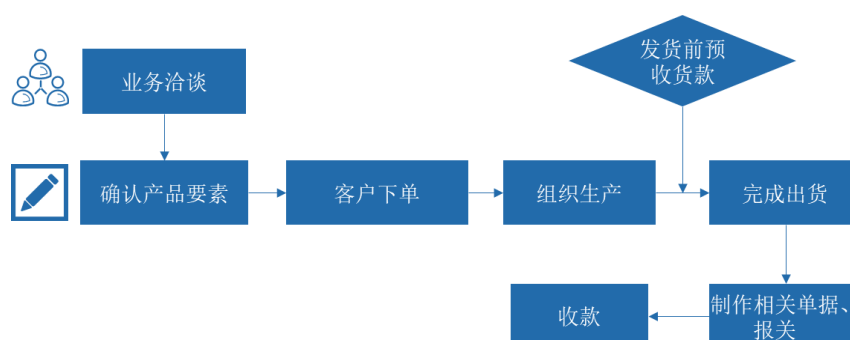 发货前预
收货款
业务洽谈
确认产品要素
客户下单
组织生产
完成出货
收款
制作相关单据、
报关